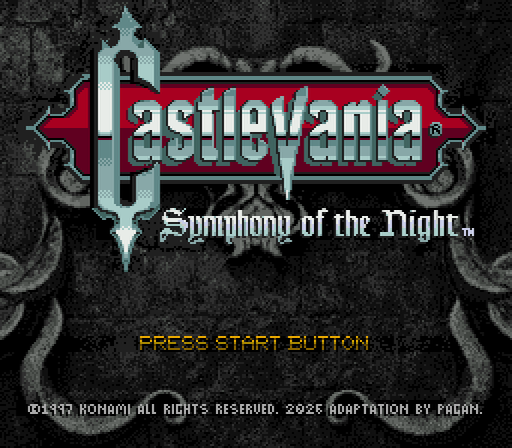 Castlevania®
Symphony of the Night™
PRESS START BUTTON
©1997 KONAMI ALL RIGHTS RESERVED. 2026 ADAPTATION BY PAGAN.